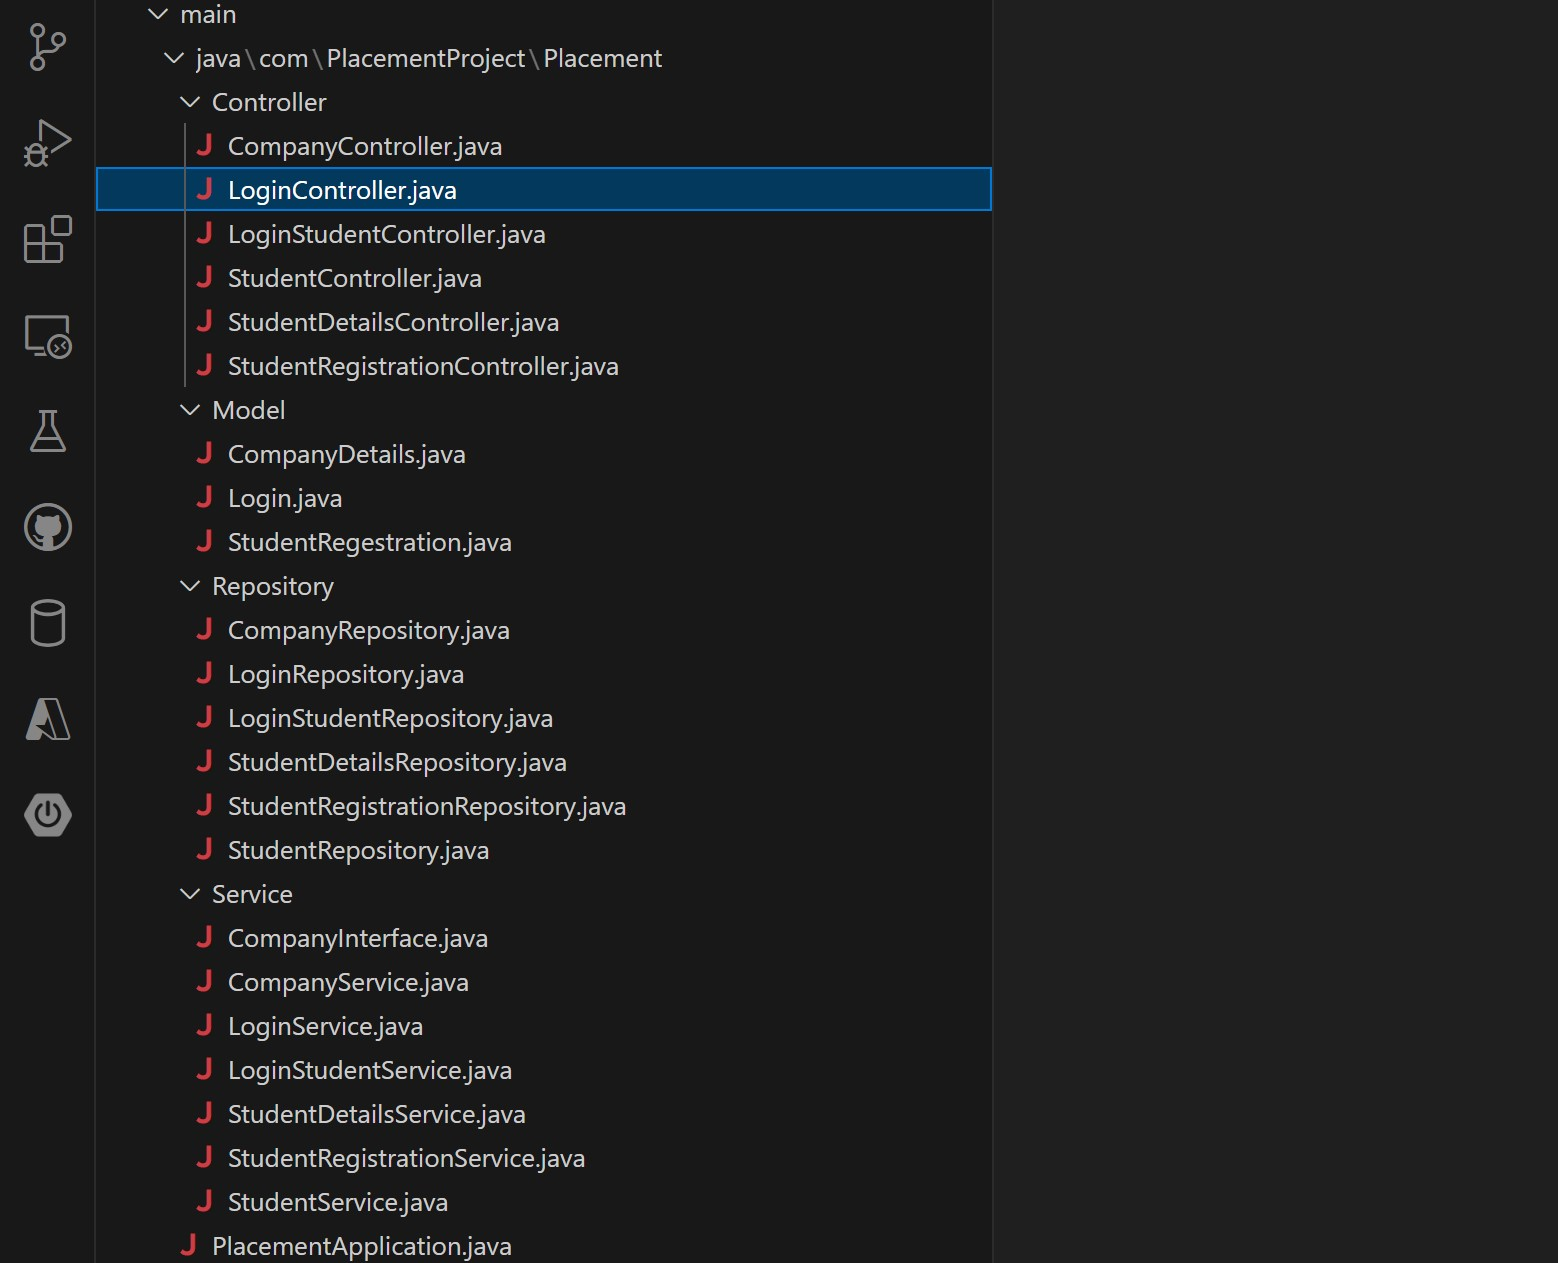 main
java\com\PlacementProject\Placement
Controller
CompanyController.java
LoginController.java
LoginStudentController.java
StudentController.java
StudentDetailsController.java
StudentRegistrationController.java
Model
CompanyDetails.java
Login.java
StudentRegestration.java
Repository
CompanyRepository.java
LoginRepository.java
LoginStudentRepository.java
StudentDetailsRepository.java
StudentRegistrationRepository.java
StudentRepository.java
Service
CompanyInterface.java
CompanyService.java
LoginService.java
LoginStudentService.java
StudentDetailsService.java
StudentRegistrationService.java
StudentService.java
PlacementApplication.java